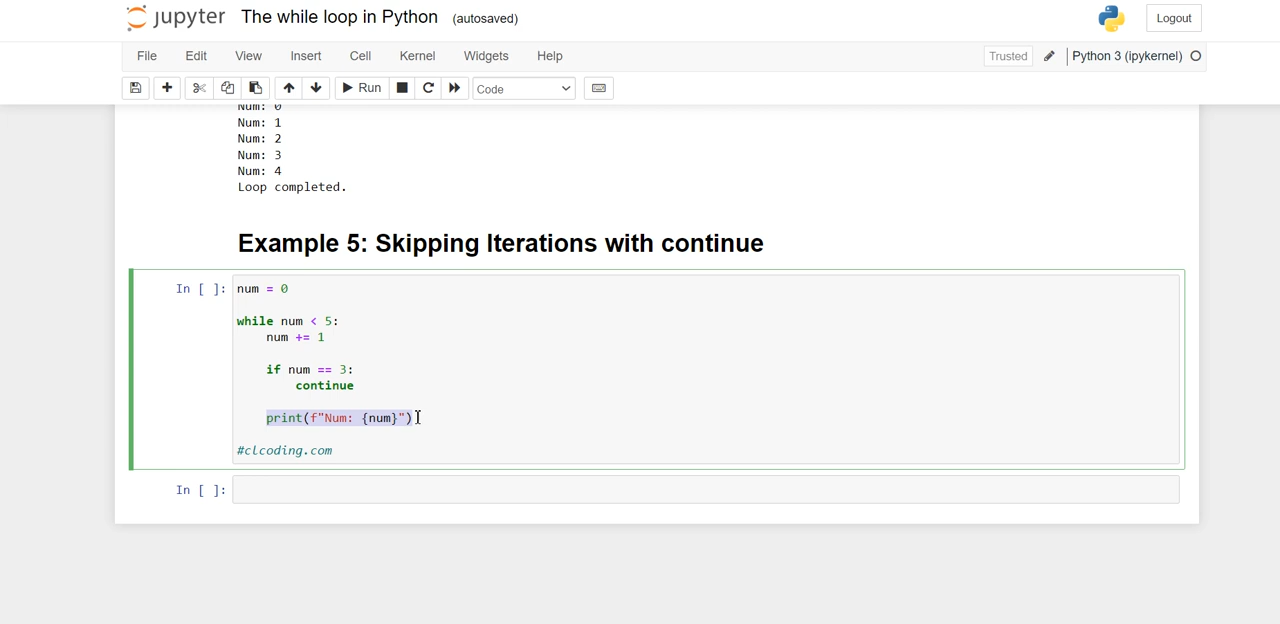 jupyter The while loop in Python (autosaved) Logout
File Edit View Insert Cell Kernel Widgets Help Trusted Python 3 (ipykernel)
Run Code
Num: 0
Num: 1
Num: 2
Num: 3
Num: 4
Loop completed.
Example 5: Skipping Iterations with continue
In [ ]: num = 0
while num < 5:
num += 1
if num == 3:
continue
print(f"Num: {num}")
#clcoding.com
In [ ]: